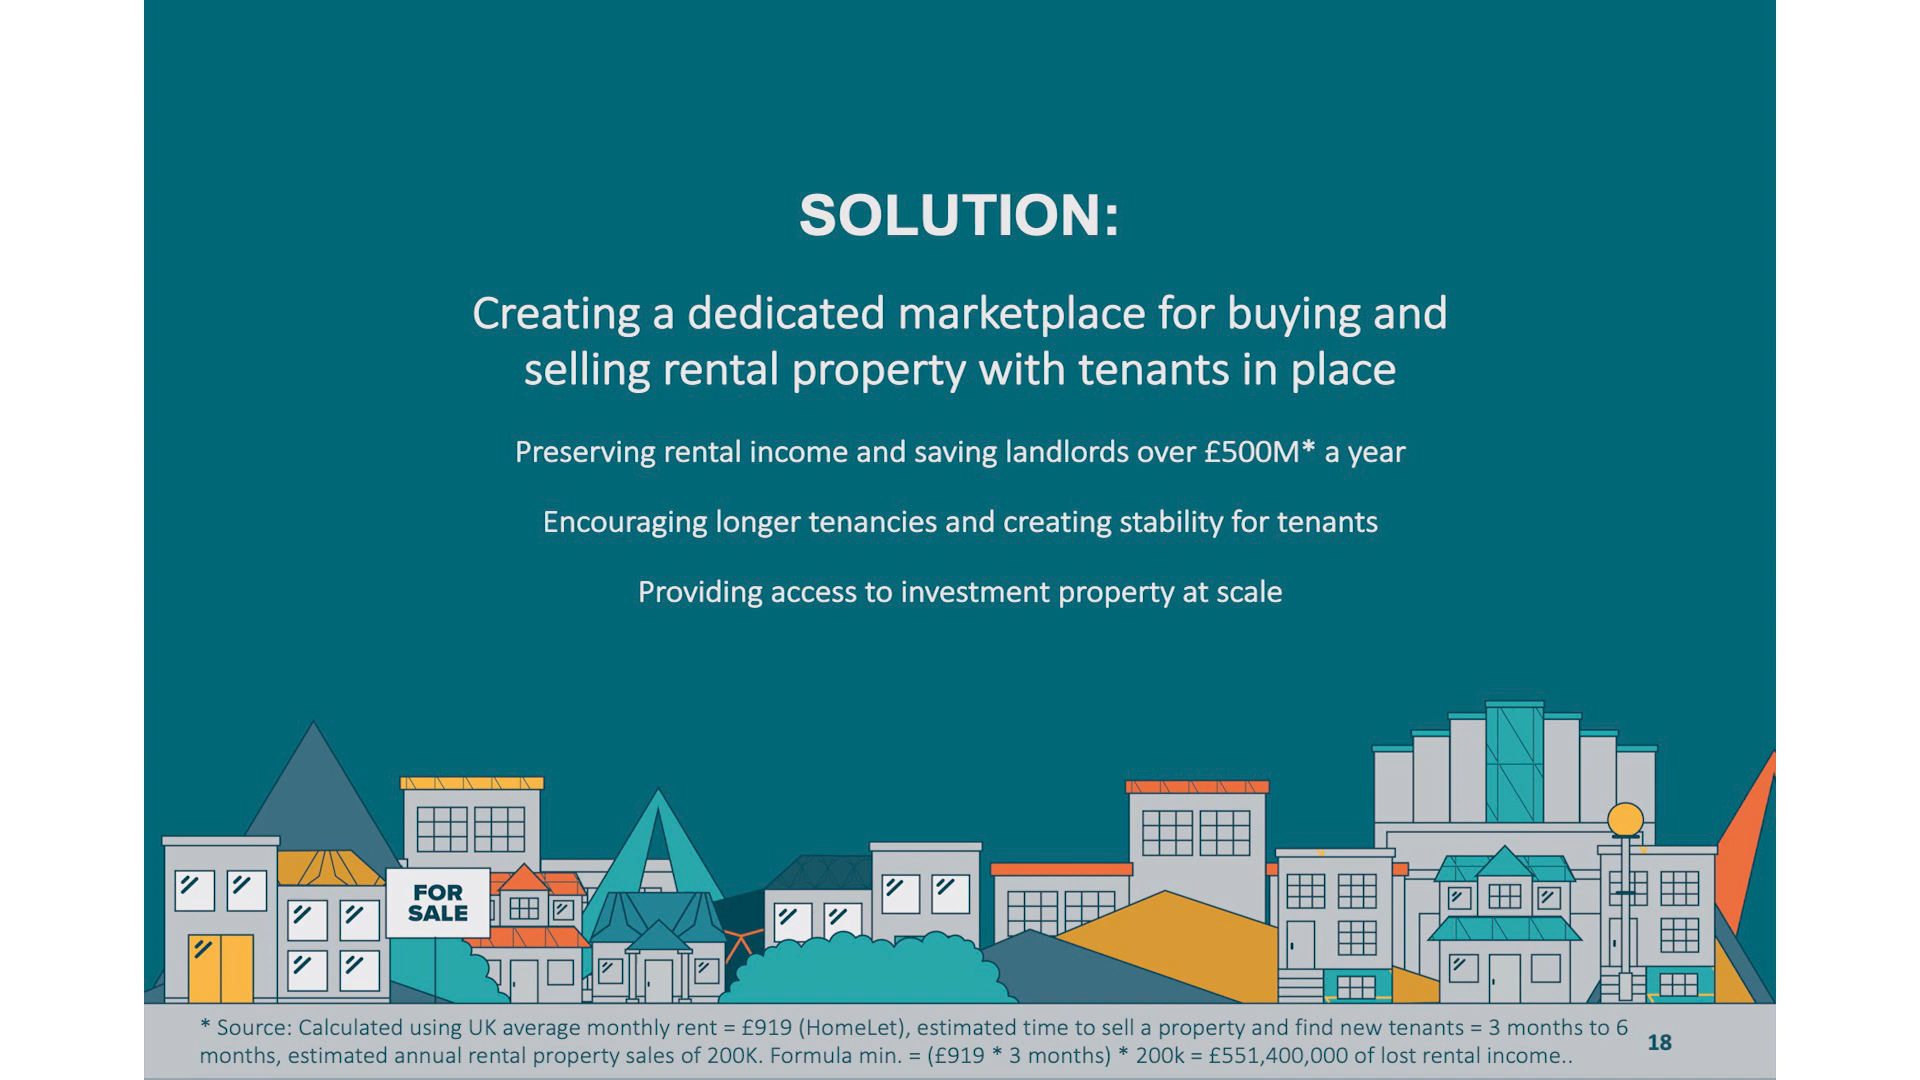 SOLUTION:
Creating a dedicated marketplace for buying and
selling rental property with tenants in place
Preserving rental income and saving landlords over £500M* a year
Encouraging longer tenancies and creating stability for tenants
Providing access to investment property at scale
FOR
SALE
* Source: Calculated using UK average monthly rent = £919 (HomeLet), estimated time to sell a property and find new tenants = 3 months to 6
months, estimated annual rental property sales of 200K. Formula min. = (£919 * 3 months) * 200k = £551,400,000 of lost rental income..
18